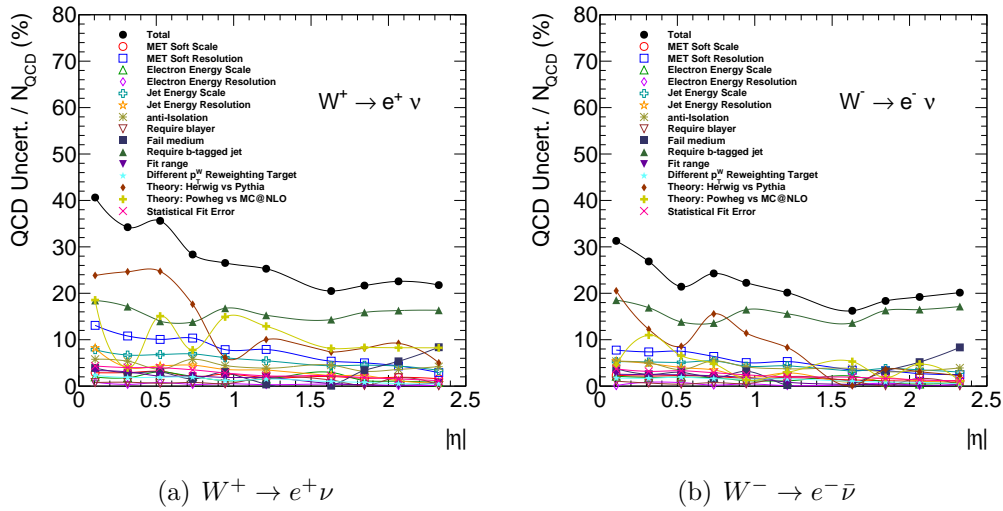 QCD Uncert. / N_QCD (%)
80
70
60
50
40
30
20
10
0
Total
MET Soft Scale
MET Soft Resolution
Electron Energy Scale
Electron Energy Resolution
Jet Energy Scale
Jet Energy Resolution
anti-Isolation
Require blayer
Fail medium
Require b-tagged jet
Fit range
Different p_T^W Reweighting Target
Theory: Herwig vs Pythia
Theory: Powheg vs MC@NLO
Statistical Fit Error
W⁺ → e⁺ ν
0 0.5 1 1.5 2 2.5
|η|
(a) W⁺ → e⁺ν
QCD Uncert. / N_QCD (%)
80
70
60
50
40
30
20
10
0
Total
MET Soft Scale
MET Soft Resolution
Electron Energy Scale
Electron Energy Resolution
Jet Energy Scale
Jet Energy Resolution
anti-Isolation
Require blayer
Fail medium
Require b-tagged jet
Fit range
Different p_T^W Reweighting Target
Theory: Herwig vs Pythia
Theory: Powheg vs MC@NLO
Statistical Fit Error
W⁻ → e⁻ ν
0 0.5 1 1.5 2 2.5
|η|
(b) W⁻ → e⁻ν̄